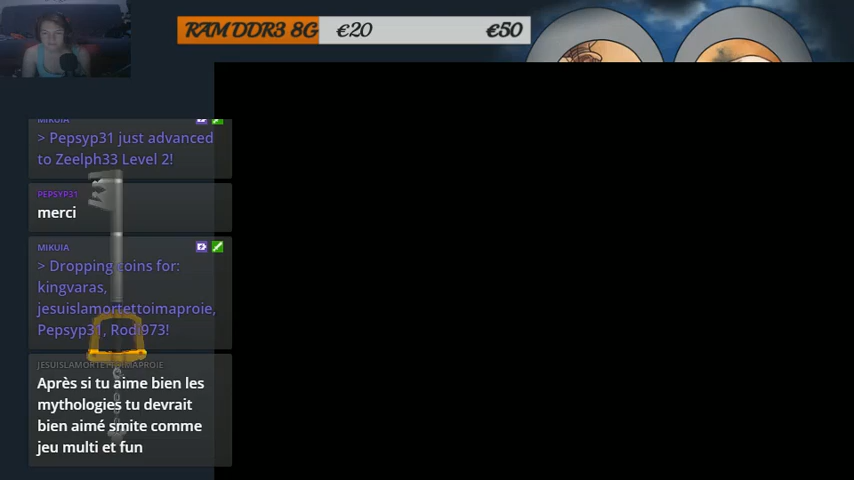 RAM DDR3 8G €20 €50
MIKUIA
> Pepsyp31 just advanced
to Zeelph33 Level 2!
PEPSYP31
merci
MIKUIA
> Dropping coins for:
kingvaras,
jesuislamortettoimaproie,
Pepsyp31, Rodi973!
JESUISLAMORTETTOIMAPROIE
Après si tu aime bien les
mythologies tu devrait
bien aimé smite comme
jeu multi et fun